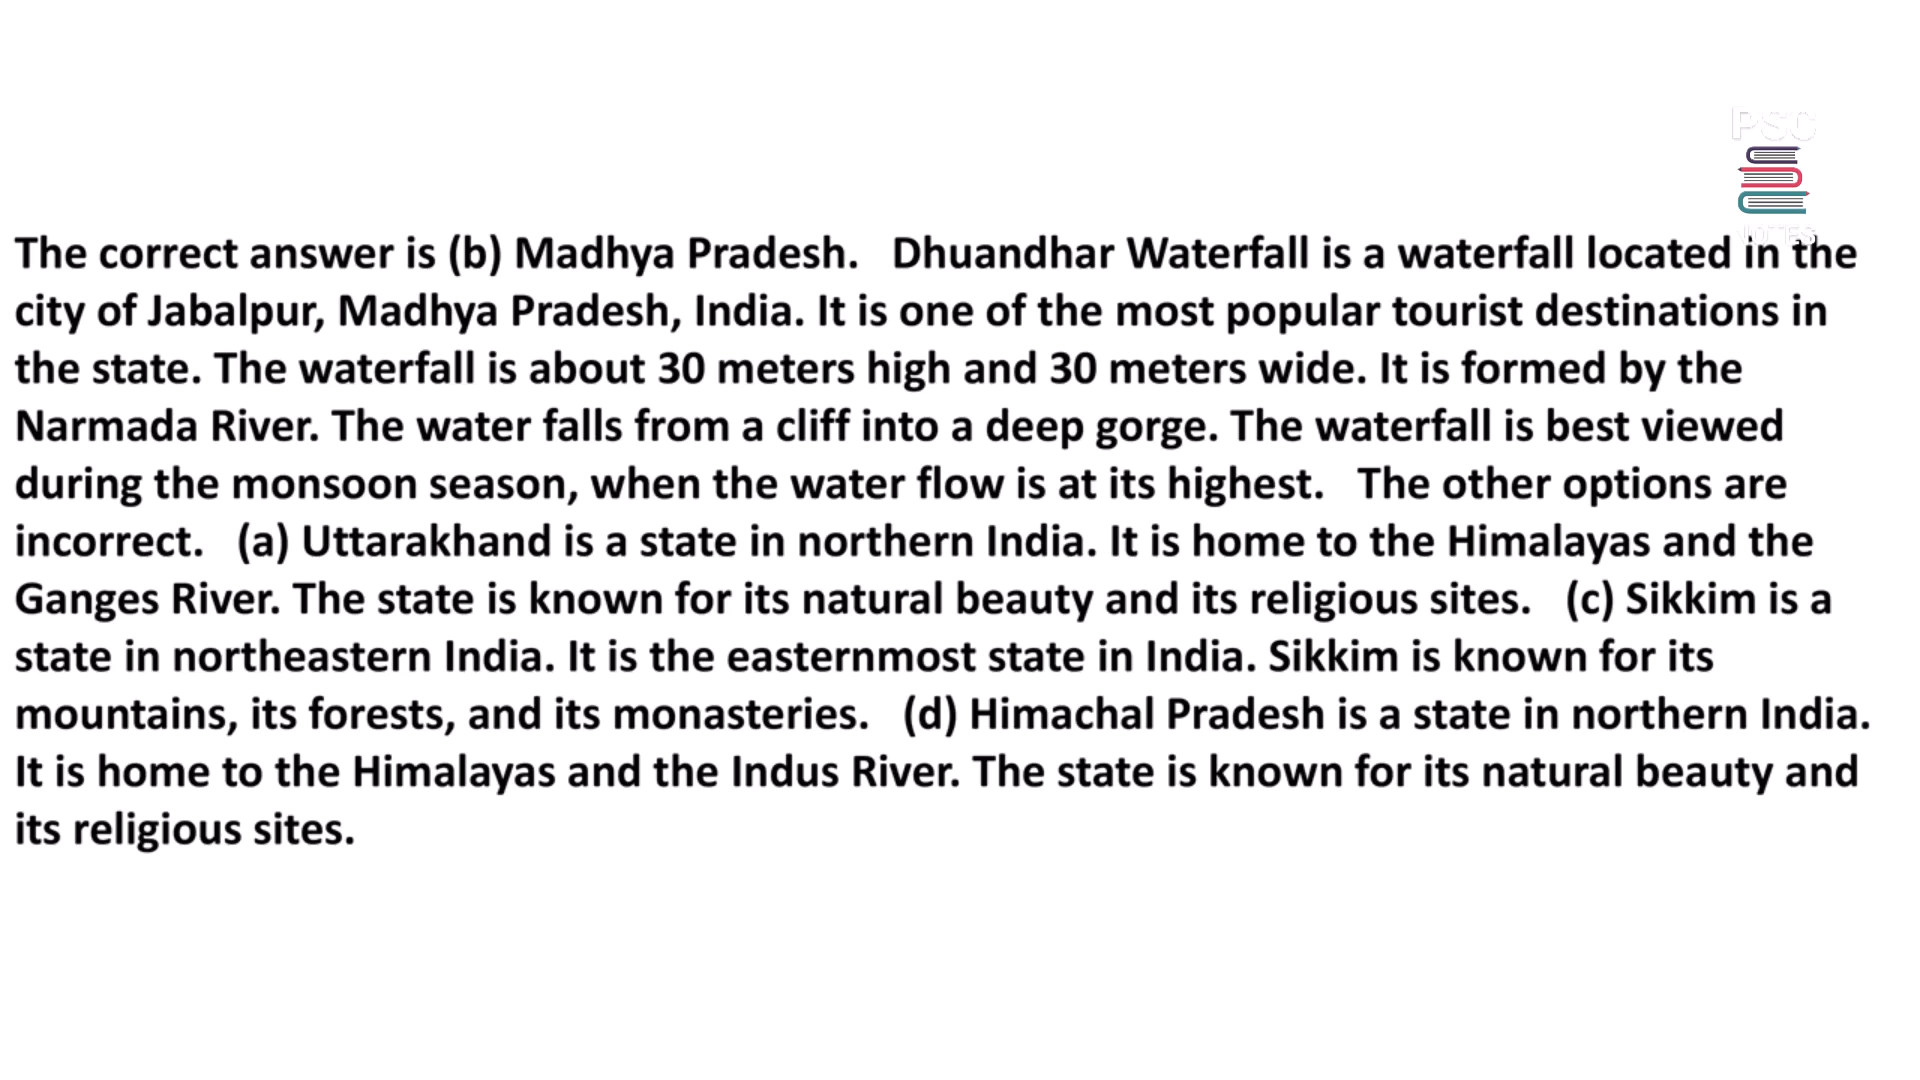 PSC
NOTES
The correct answer is (b) Madhya Pradesh.   Dhuandhar Waterfall is a waterfall located in the
city of Jabalpur, Madhya Pradesh, India. It is one of the most popular tourist destinations in
the state. The waterfall is about 30 meters high and 30 meters wide. It is formed by the
Narmada River. The water falls from a cliff into a deep gorge. The waterfall is best viewed
during the monsoon season, when the water flow is at its highest.   The other options are
incorrect.   (a) Uttarakhand is a state in northern India. It is home to the Himalayas and the
Ganges River. The state is known for its natural beauty and its religious sites.   (c) Sikkim is a
state in northeastern India. It is the easternmost state in India. Sikkim is known for its
mountains, its forests, and its monasteries.   (d) Himachal Pradesh is a state in northern India.
It is home to the Himalayas and the Indus River. The state is known for its natural beauty and
its religious sites.